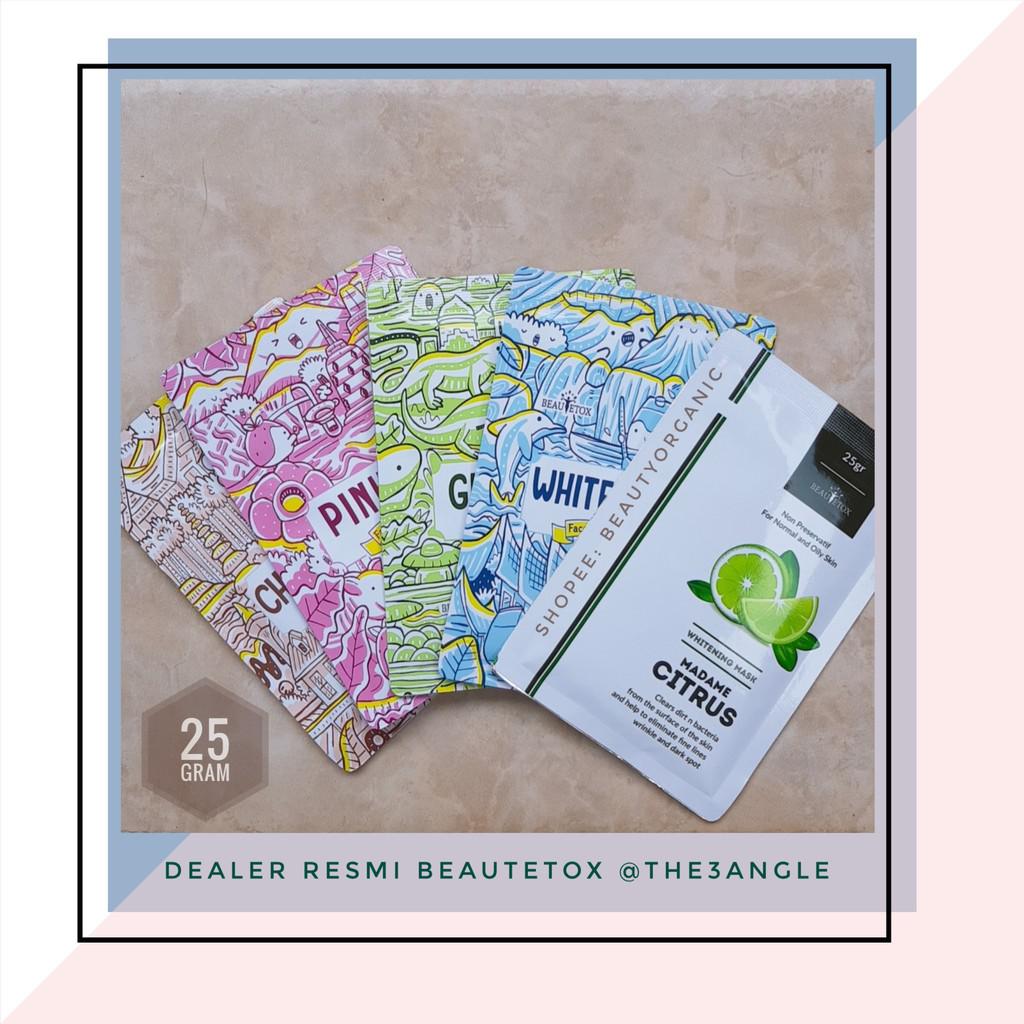 BEAUTETOX
PINK
WHITE
SHOPEE: BEAUTYORGANIC
25gr
BEAUTETOX
Non Preservatif
For Normal and Oily Skin
WHITENING MASK
MADAME
CITRUS
Clears dirt n bacteria
from the surface of the skin
and help to eliminate fine lines
wrinkle and dark spot
25
GRAM
DEALER RESMI BEAUTETOX @THE3ANGLE